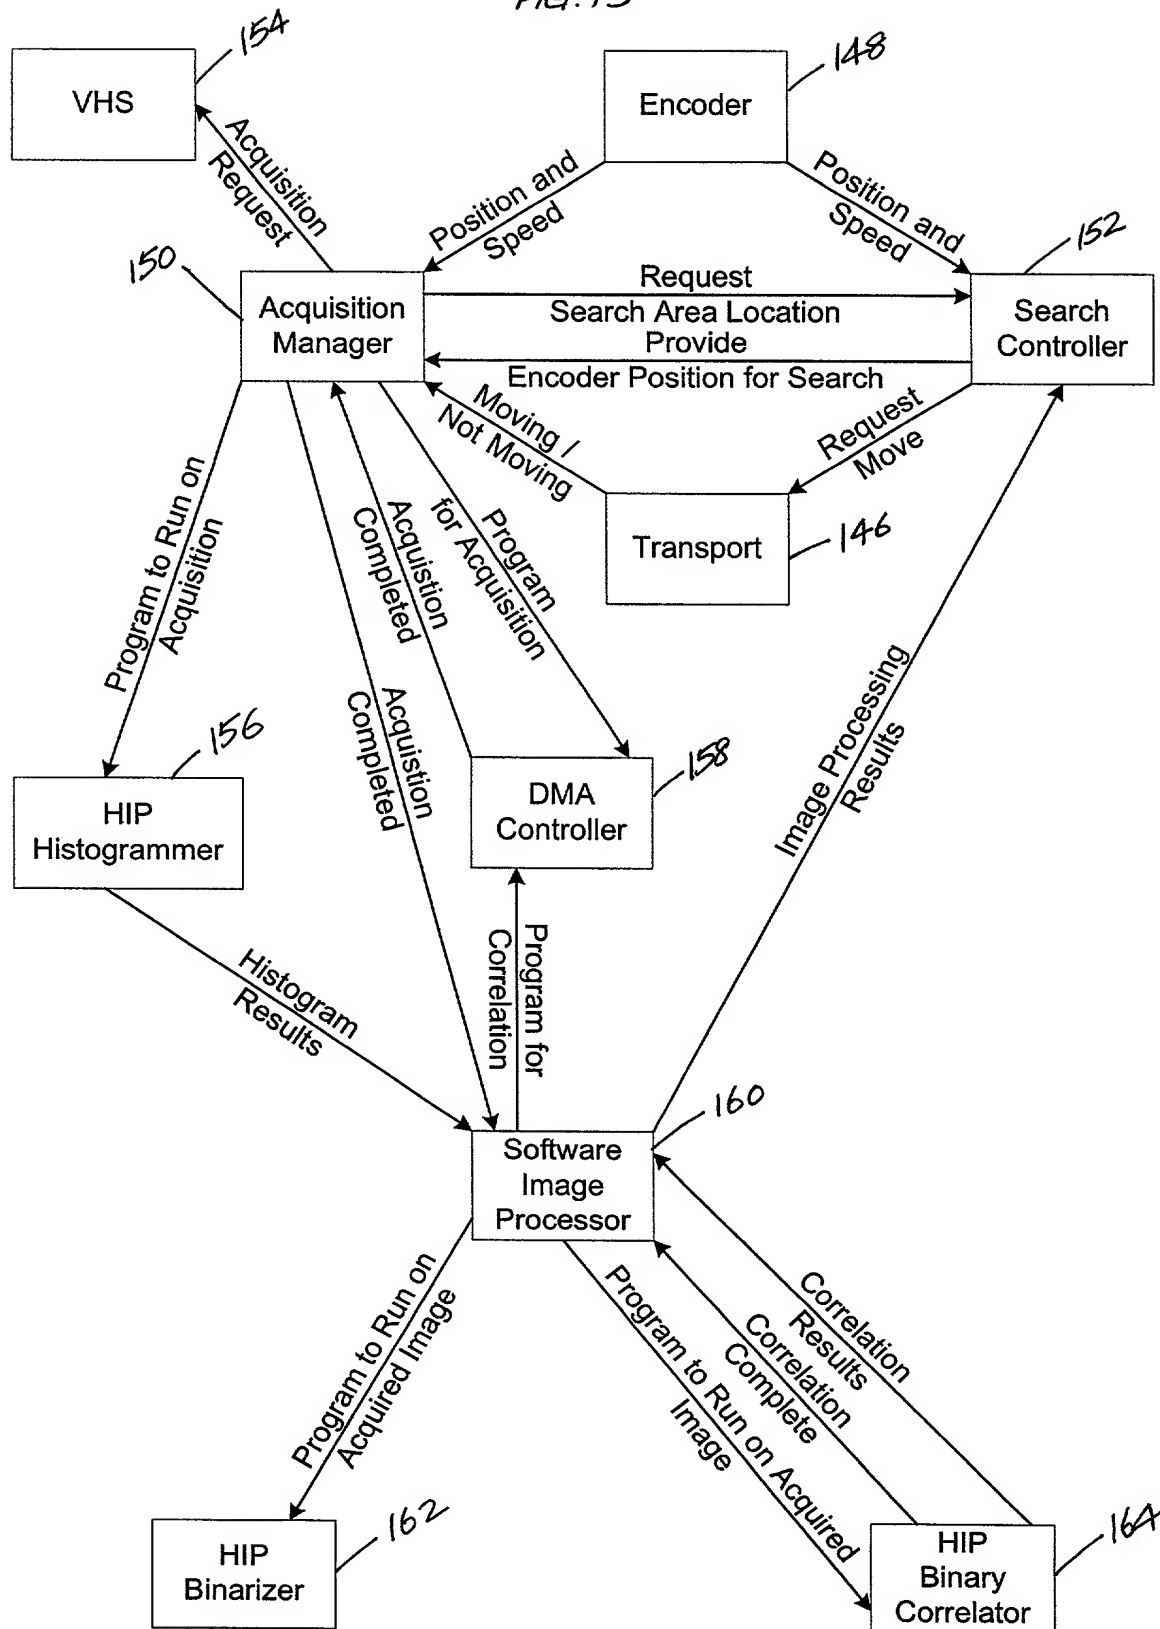 FIG. 15
154
VHS
148
Encoder
Acquisition
Request
Position and
Speed
Position and
Speed
152
150
Acquisition
Manager
Request
Search Area Location
Provide
Encoder Position for Search
Search
Controller
Moving /
Not Moving
Request
Move
Transport
146
Program to Run on
Acquisition
Acquistion
Completed
Program
for Acquisition
Acquistion
Completed
156
HIP
Histogrammer
158
DMA
Controller
Image Processing
Results
Histogram
Results
Program for
Correlation
160
Software
Image
Processor
Program to Run on
Acquired Image
Program to Run on Acquired
Image
Correlation
Complete
Correlation
Results
162
HIP
Binarizer
164
HIP
Binary
Correlator